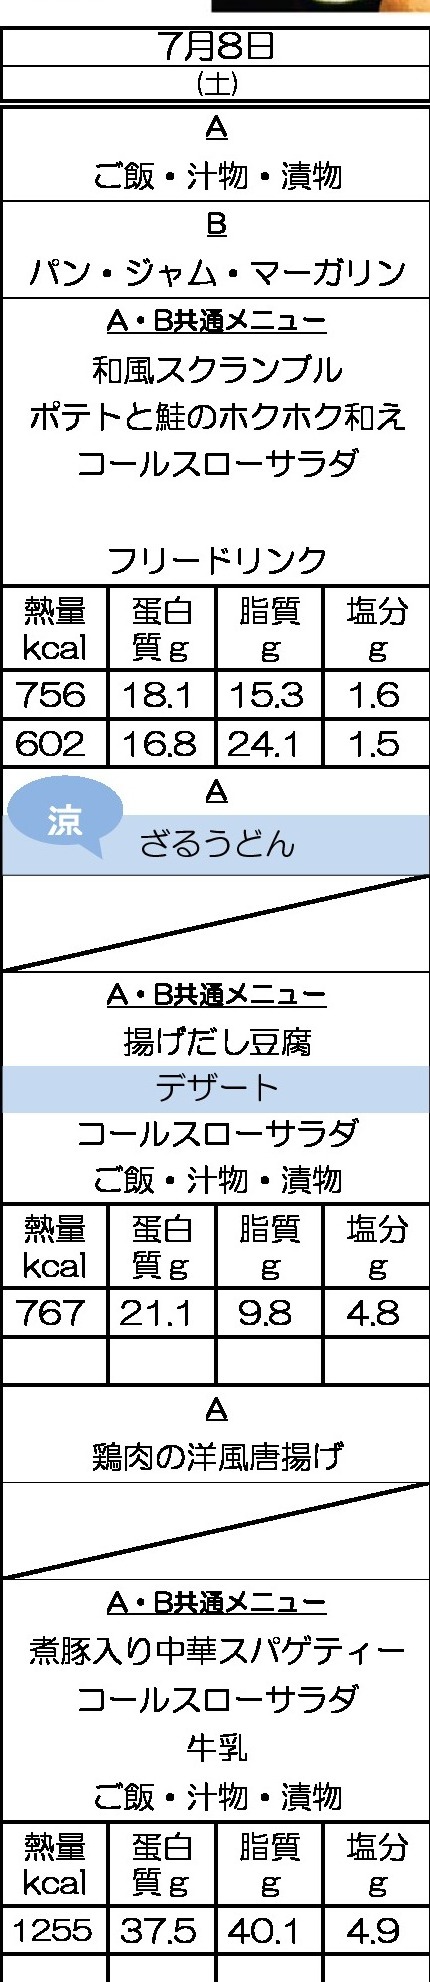 7月8日
(土)
A
ご飯・汁物・漬物
B
パン・ジャム・マーガリン
A・B共通メニュー
和風スクランブル
ポテトと鮭のホクホク和え
コールスローサラダ
フリードリンク
熱量 蛋白 脂質 塩分
kcal 質g g g
756 18.1 15.3 1.6
602 16.8 24.1 1.5
A
涼
ざるうどん
A・B共通メニュー
揚げだし豆腐
デザート
コールスローサラダ
ご飯・汁物・漬物
熱量 蛋白 脂質 塩分
kcal 質g g g
767 21.1 9.8 4.8
A
鶏肉の洋風唐揚げ
A・B共通メニュー
煮豚入り中華スパゲティー
コールスローサラダ
牛乳
ご飯・汁物・漬物
熱量 蛋白 脂質 塩分
kcal 質g g g
1255 37.5 40.1 4.9